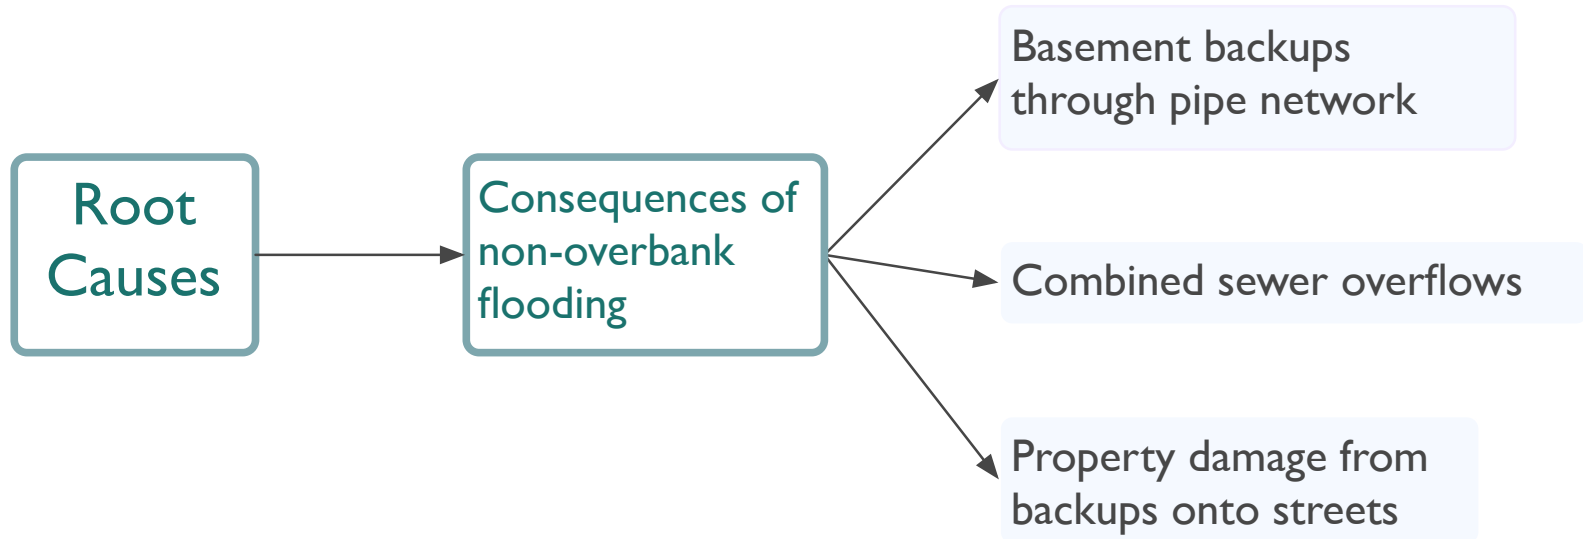 Root
Causes
Consequences of
non-overbank
flooding
Basement backups
through pipe network
Combined sewer overflows
Property damage from
backups onto streets